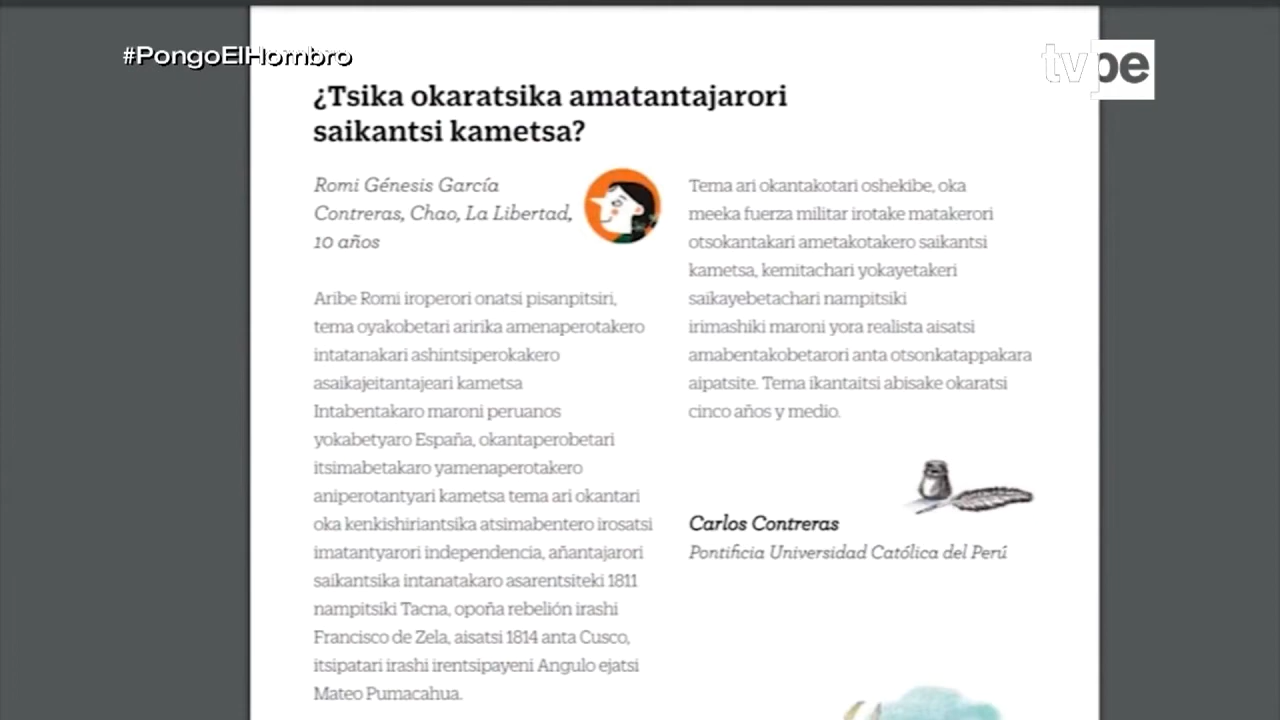 #PongoElHombro
tvpe
¿Tsika okaratsika amatantajarori
saikantsi kametsa?
Romi Génesis García
Contreras, Chao, La Libertad,
10 años
Aribe Romi iroperori onatsi pisanpitsiri,
tema oyakobetari aririka amenaperotakero
intatanakari ashintsiperokakero
asaikajeitantajeari kametsa
Intabentakaro maroni peruanos
yokabetyaro España, okantaperobetari
itsimabetakaro yamenaperotakero
aniperotantyari kametsa tema ari okantari
oka kenkishiriantsika atsimabentero irosatsi
imatantyarori independencia, añantajarori
saikantsika intanatakaro asarentsiteki 1811
nampitsiki Tacna, opoña rebelión irashi
Francisco de Zela, aisatsi 1814 anta Cusco,
itsipatari irashi irentsipayeni Angulo ejatsi
Mateo Pumacahua.
Tema ari okantakotari oshekibe, oka
meeka fuerza militar irotake matakerori
otsokantakari ametakotakero saikantsi
kametsa, kemitachari yokayetakeri
saikayebetachari nampitsiki
irimashiki maroni yora realista aisatsi
amabentakobetarori anta otsonkatappakara
aipatsite. Tema ikantaitsi abisake okaratsi
cinco años y medio.
Carlos Contreras
Pontificia Universidad Católica del Perú